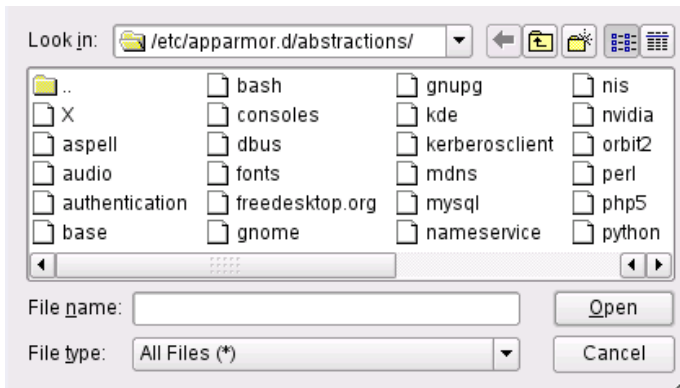 Look in: /etc/apparmor.d/abstractions/
.. bash gnupg nis
X consoles kde nvidia
aspell dbus kerberosclient orbit2
audio fonts mdns perl
authentication freedesktop.org mysql php5
base gnome nameservice python
File name: Open
File type: All Files (*) Cancel